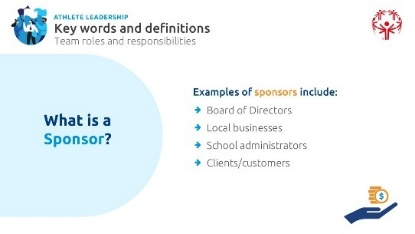 ATHLETE LEADERSHIP
Key words and definitions
Team roles and responsibilities
What is a
Sponsor?
Examples of sponsors include:
Board of Directors
Local businesses
School administrators
Clients/customers
$